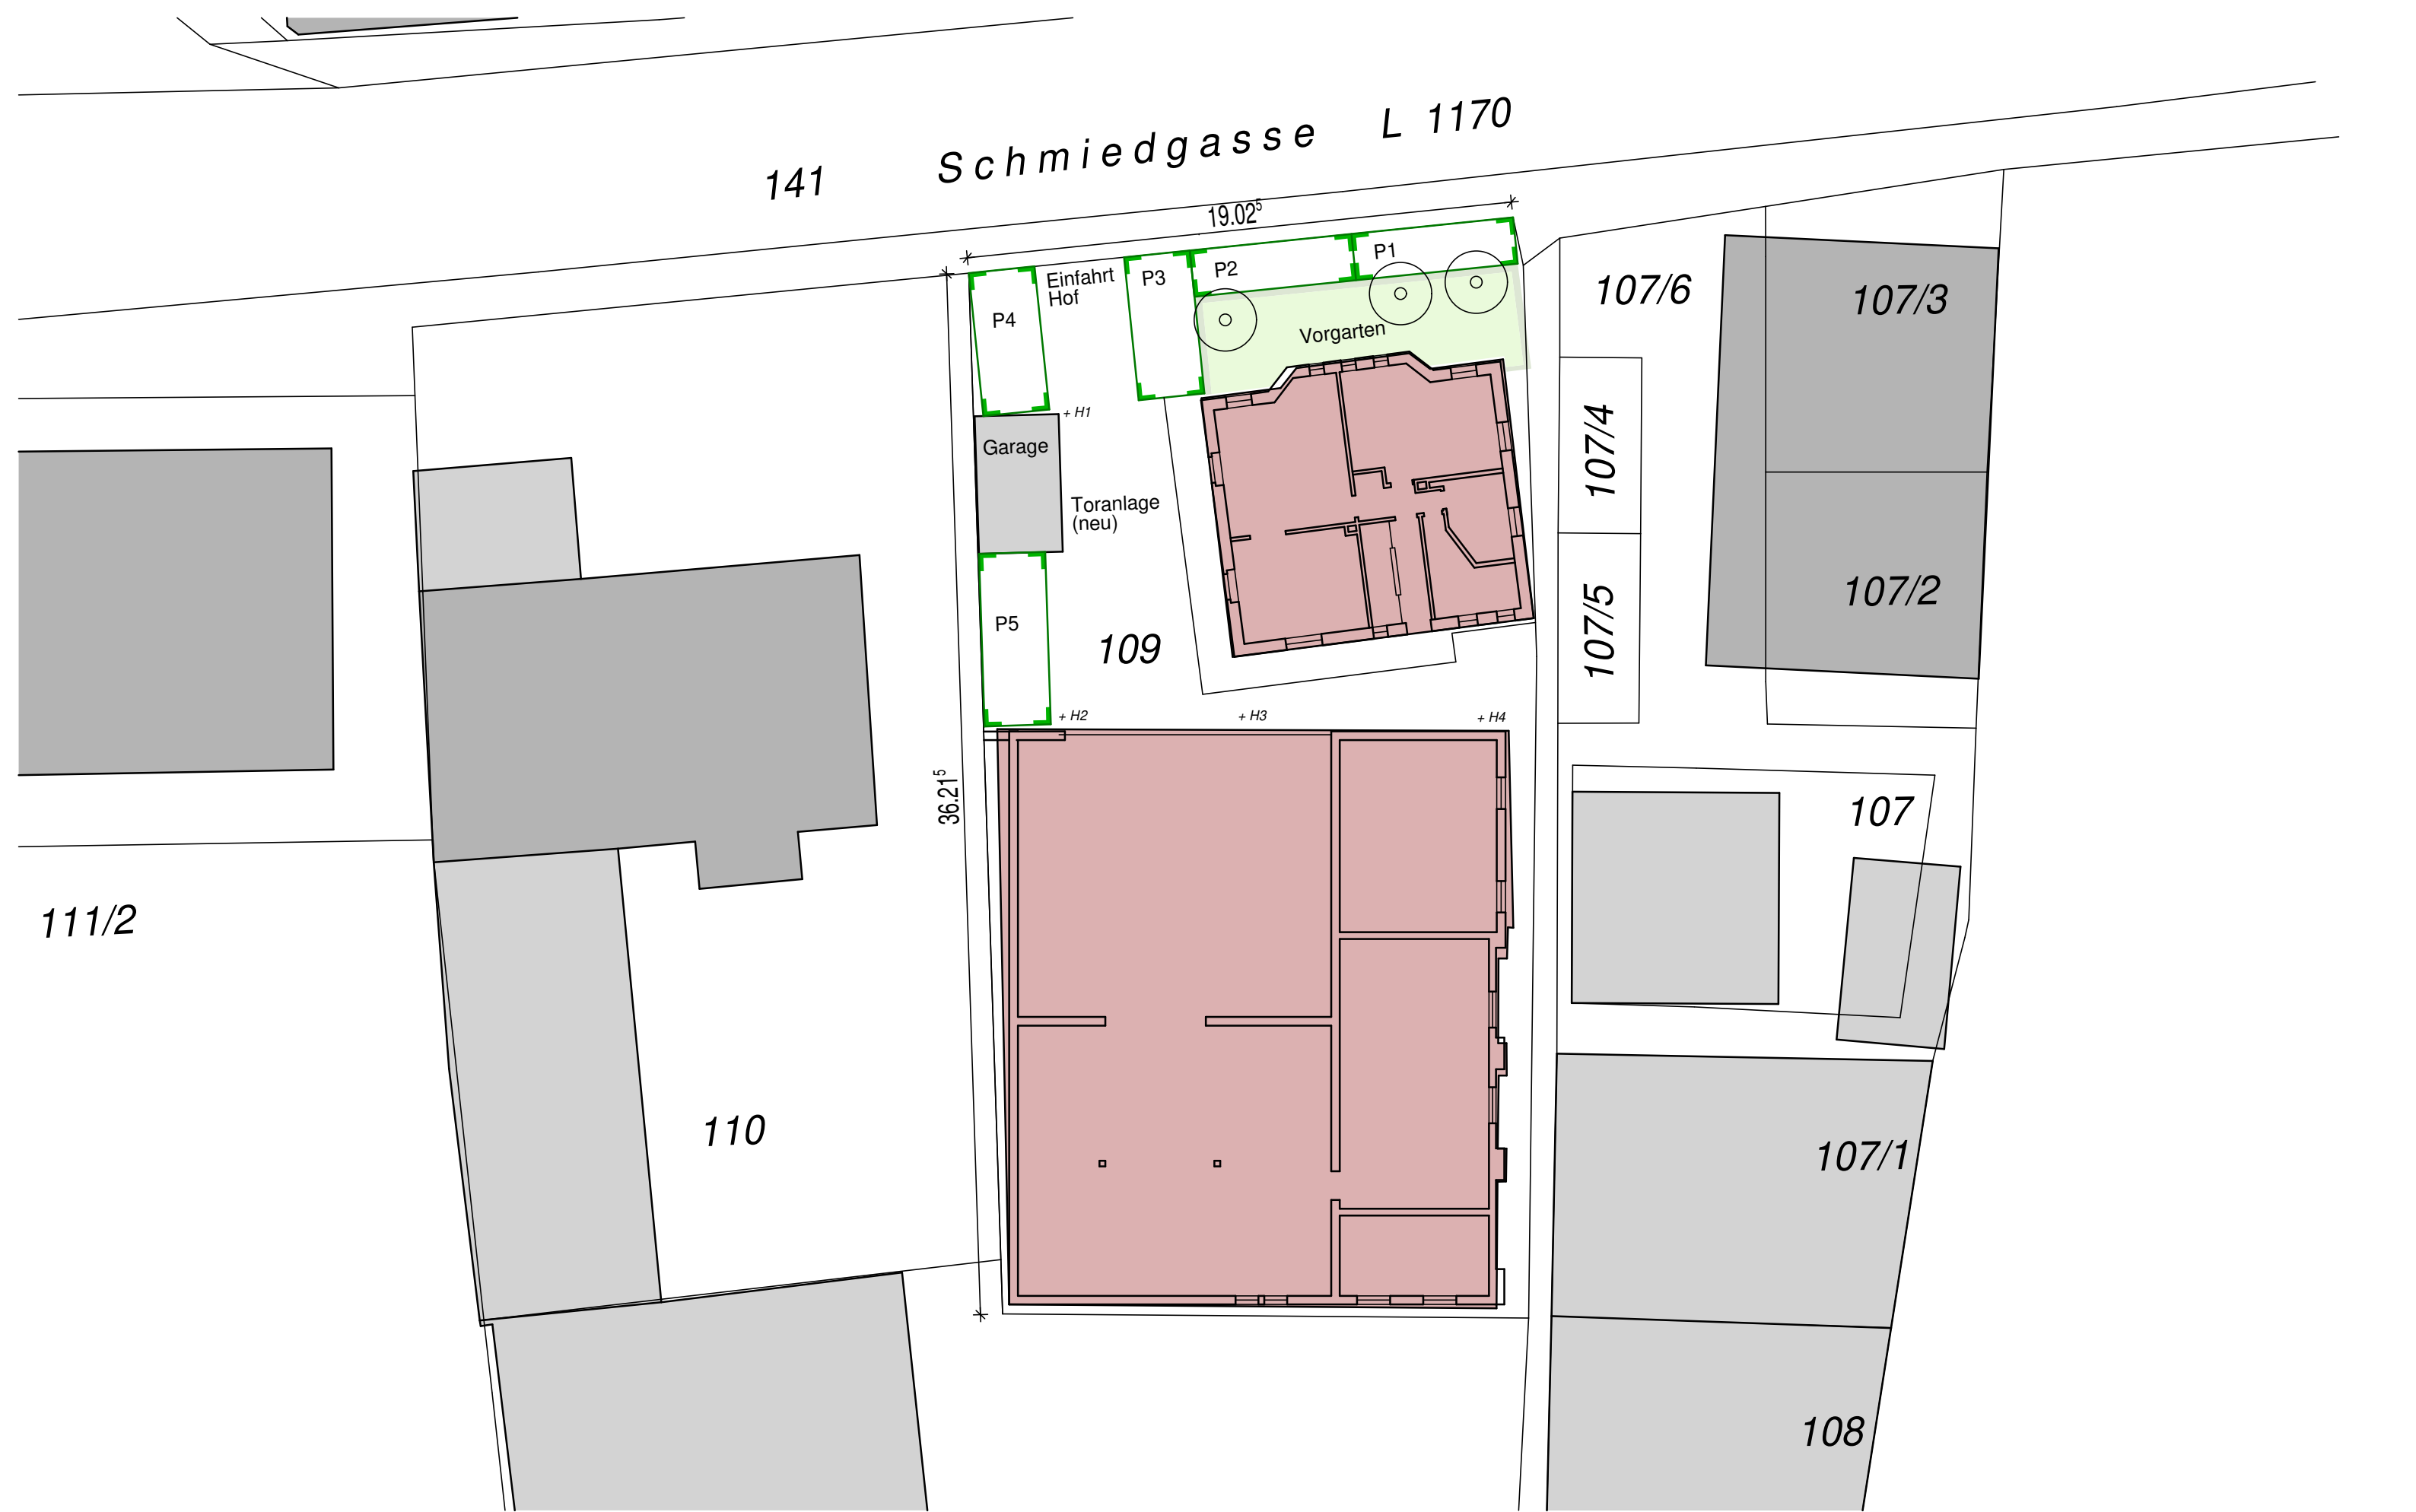 141 Schmiedgasse L 1170
19.02⁵
P1
P2
P3
Einfahrt
Hof
P4
Vorgarten
+ H1
Garage
Toranlage
(neu)
P5
109
+ H2
+ H3
+ H4
36.21⁵
107/6
107/3
107/4
107/2
107/5
107
111/2
110
107/1
108